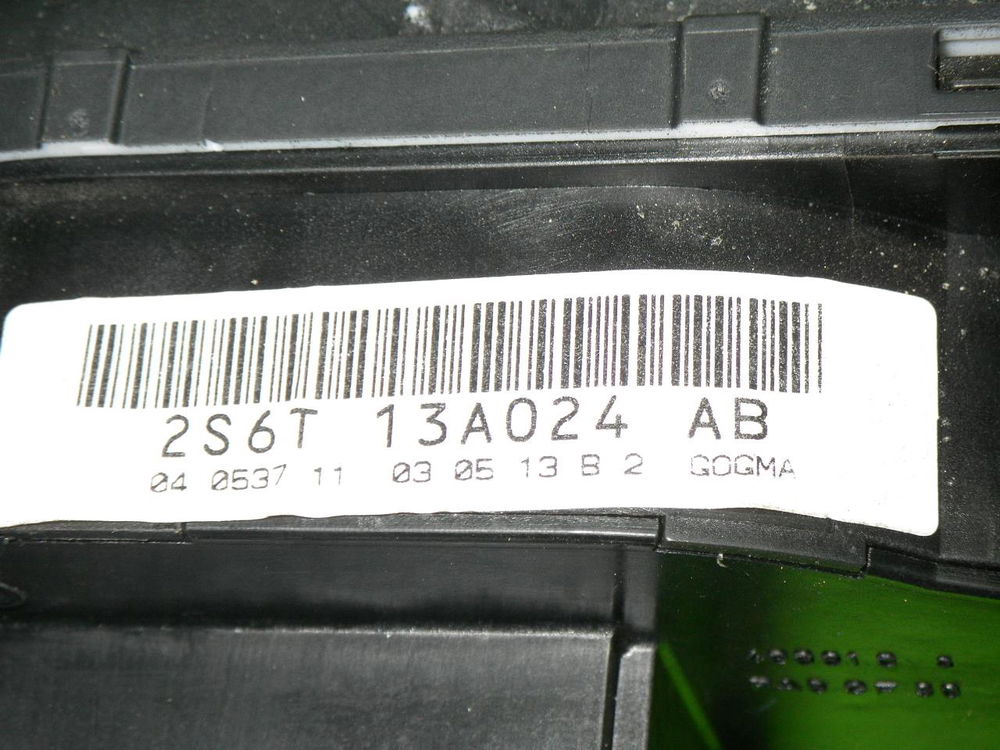 2S6T 13A024 AB
04 0537 11 03 05 13 B 2 GOGMA